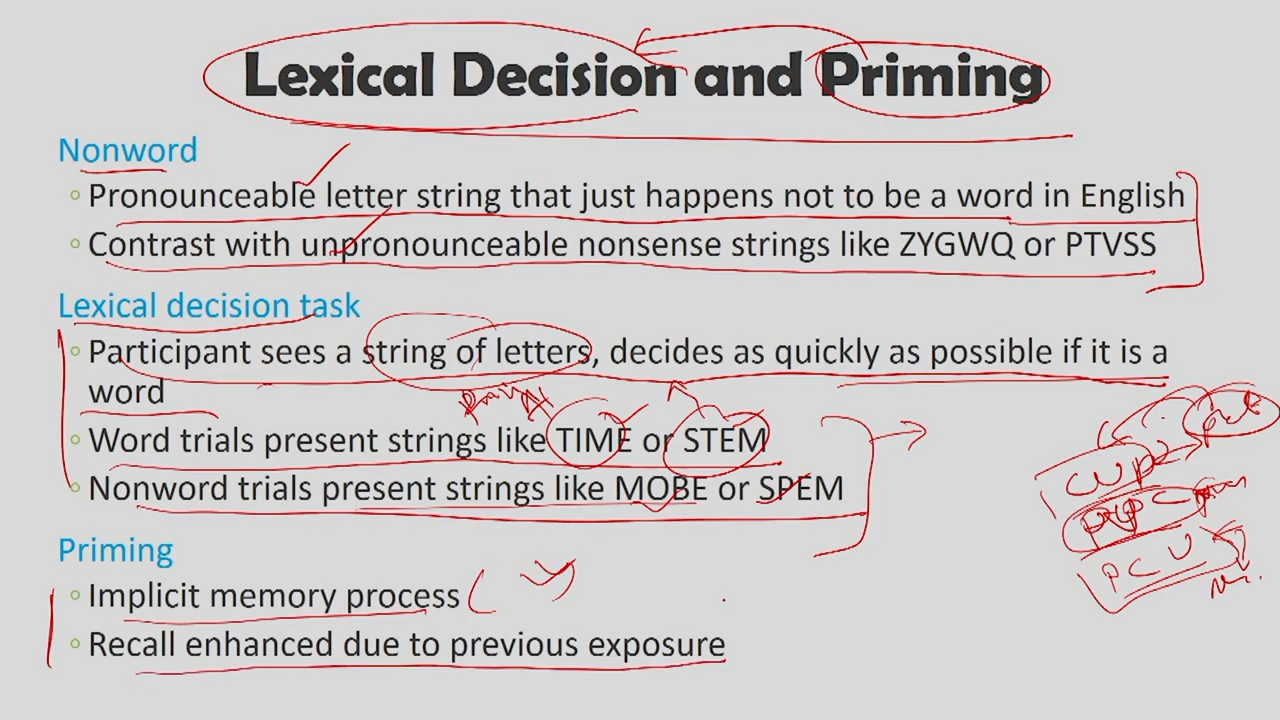 Lexical Decision and Priming
Nonword
Pronounceable letter string that just happens not to be a word in English
Contrast with unpronounceable nonsense strings like ZYGWQ or PTVSS
Lexical decision task
Participant sees a string of letters, decides as quickly as possible if it is a
word
Word trials present strings like TIME or STEM
Nonword trials present strings like MOBE or SPEM
CUP
PCU
Priming
Implicit memory process
Recall enhanced due to previous exposure